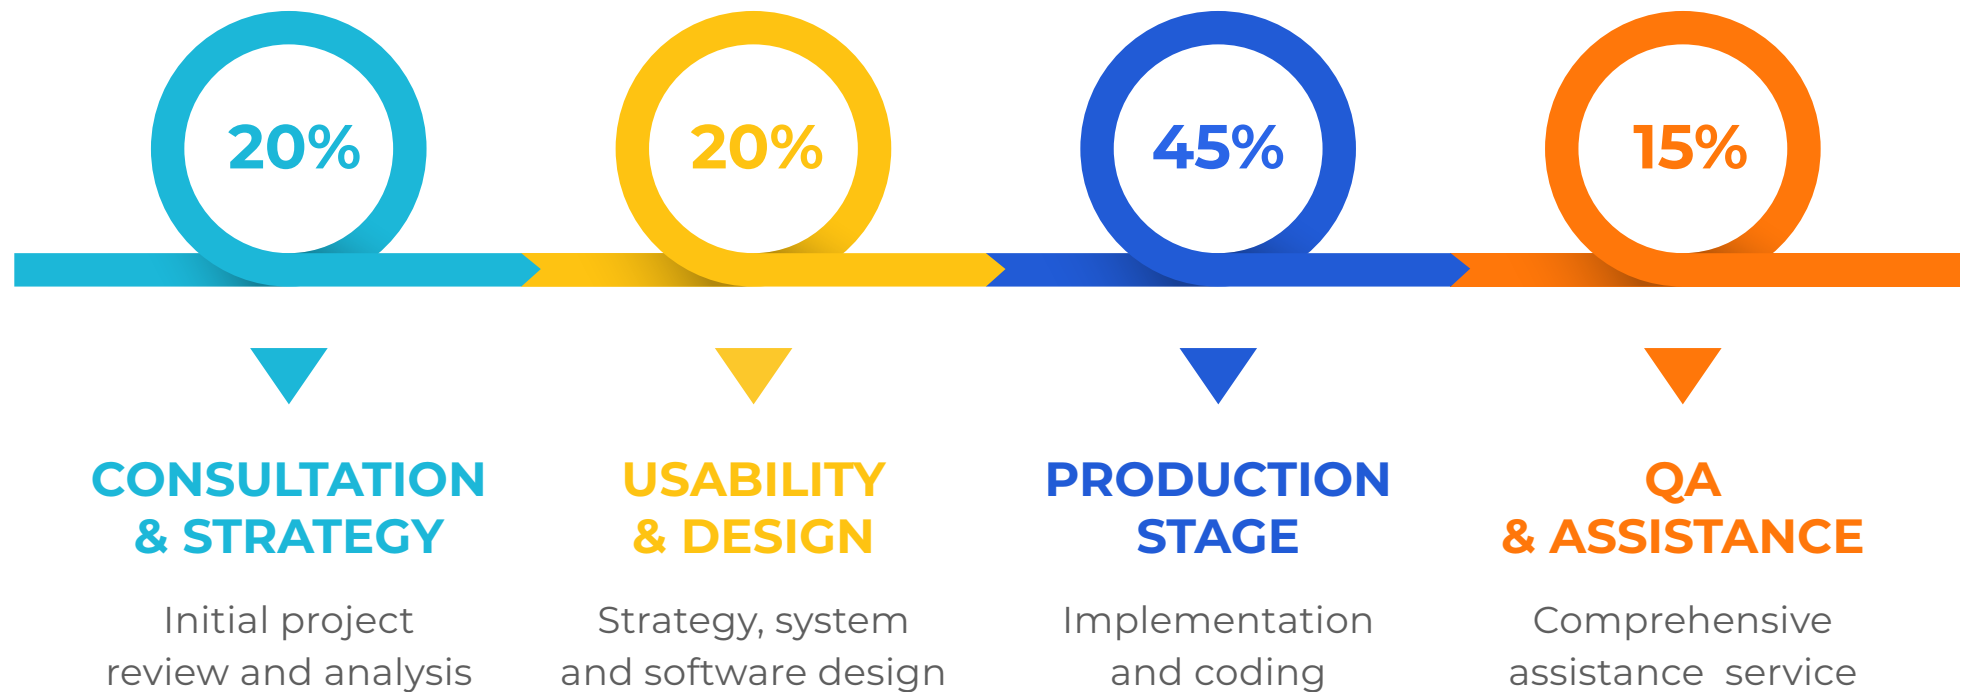 20%
20%
45%
15%
CONSULTATION
& STRATEGY
Initial project
review and analysis
USABILITY
& DESIGN
Strategy, system
and software design
PRODUCTION
STAGE
Implementation
and coding
QA
& ASSISTANCE
Comprehensive
assistance service